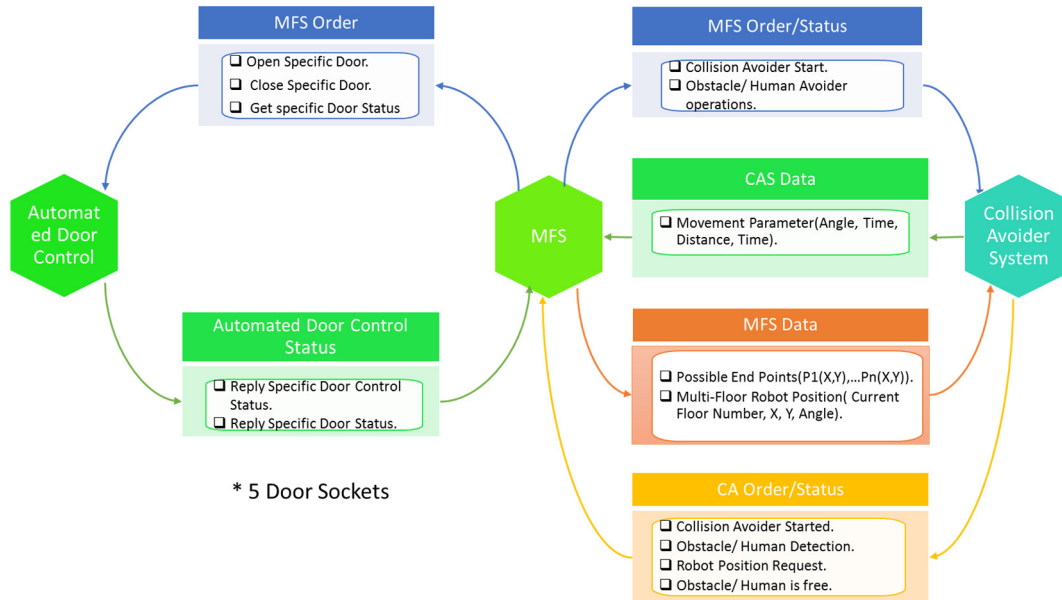 MFS Order
Open Specific Door.
Close Specific Door.
Get specific Door Status
MFS Order/Status
Collision Avoider Start.
Obstacle/ Human Avoider
operations.
Automat
ed Door
Control
MFS
CAS Data
Movement Parameter(Angle, Time,
Distance, Time).
Collision
Avoider
System
Automated Door Control
Status
Reply Specific Door Control
Status.
Reply Specific Door Status.
MFS Data
Possible End Points(P1(X,Y),...Pn(X,Y)).
Multi-Floor Robot Position( Current
Floor Number, X, Y, Angle).
* 5 Door Sockets
CA Order/Status
Collision Avoider Started.
Obstacle/ Human Detection.
Robot Position Request.
Obstacle/ Human is free.